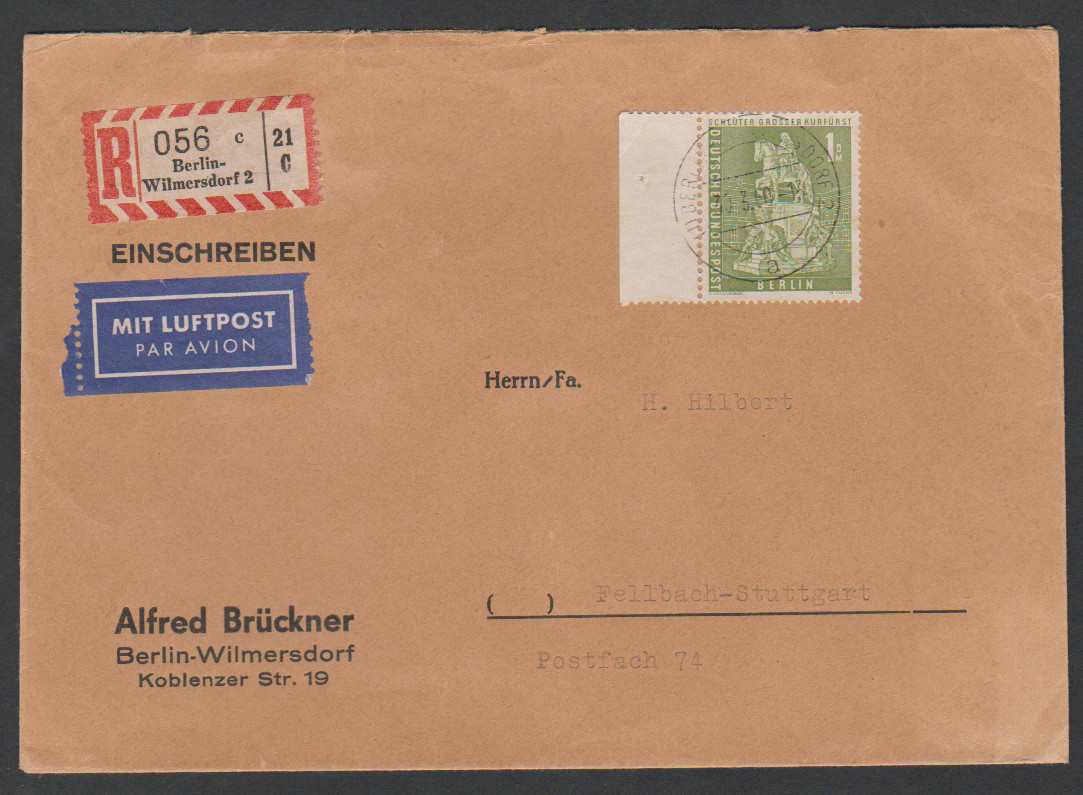 R
056 c
Berlin-
Wilmersdorf 2
21
C
EINSCHREIBEN
MIT LUFTPOST
PAR AVION
SCHLÜTER·GROSSER KURFÜRST
1 DM
DEUTSCHE BUNDESPOST
BERLIN
a
Herrn/Fa.
H. Hilbert
( ) Fellbach-Stuttgart
Postfach 74
Alfred Brückner
Berlin-Wilmersdorf
Koblenzer Str. 19